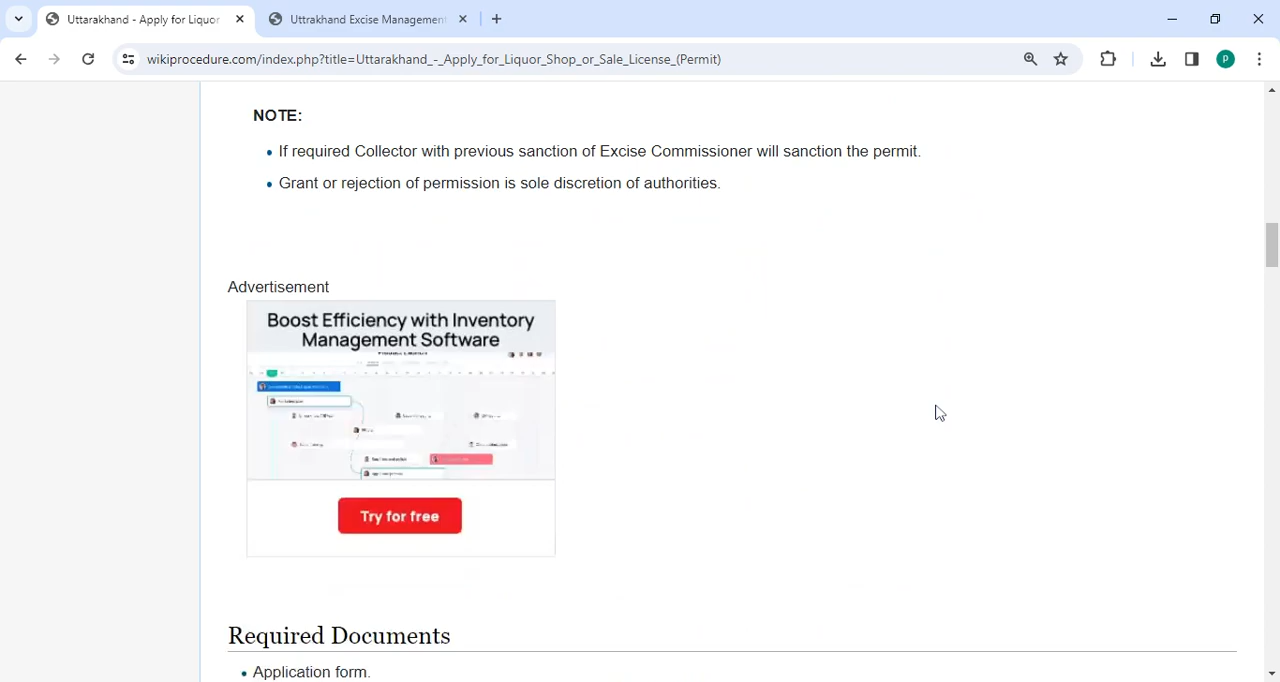 Uttarakhand - Apply for Liquor
Uttrakhand Excise Management
wikiprocedure.com/index.php?title=Uttarakhand_-_Apply_for_Liquor_Shop_or_Sale_License_(Permit)
P
NOTE:
If required Collector with previous sanction of Excise Commissioner will sanction the permit.
Grant or rejection of permission is sole discretion of authorities.
Advertisement
Boost Efficiency with Inventory
Management Software
Try for free
Required Documents
Application form.